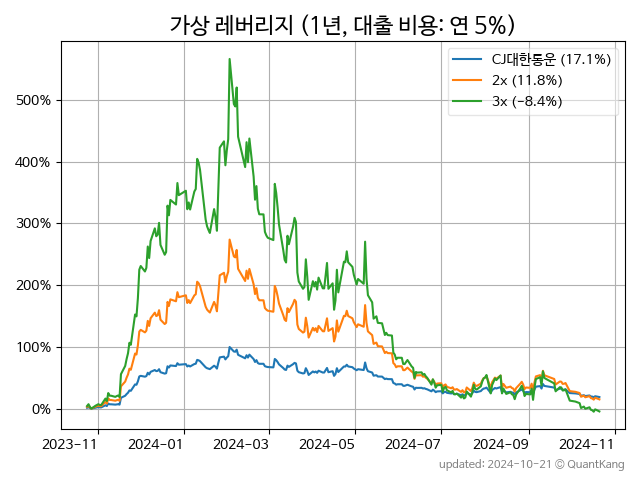 가상 레버리지 (1년, 대출 비용: 연 5%)
CJ대한통운 (17.1%)
2x (11.8%)
3x (-8.4%)
500%
400%
300%
200%
100%
0%
2023-11 2024-01 2024-03 2024-05 2024-07 2024-09 2024-11
updated: 2024-10-21 © QuantKang